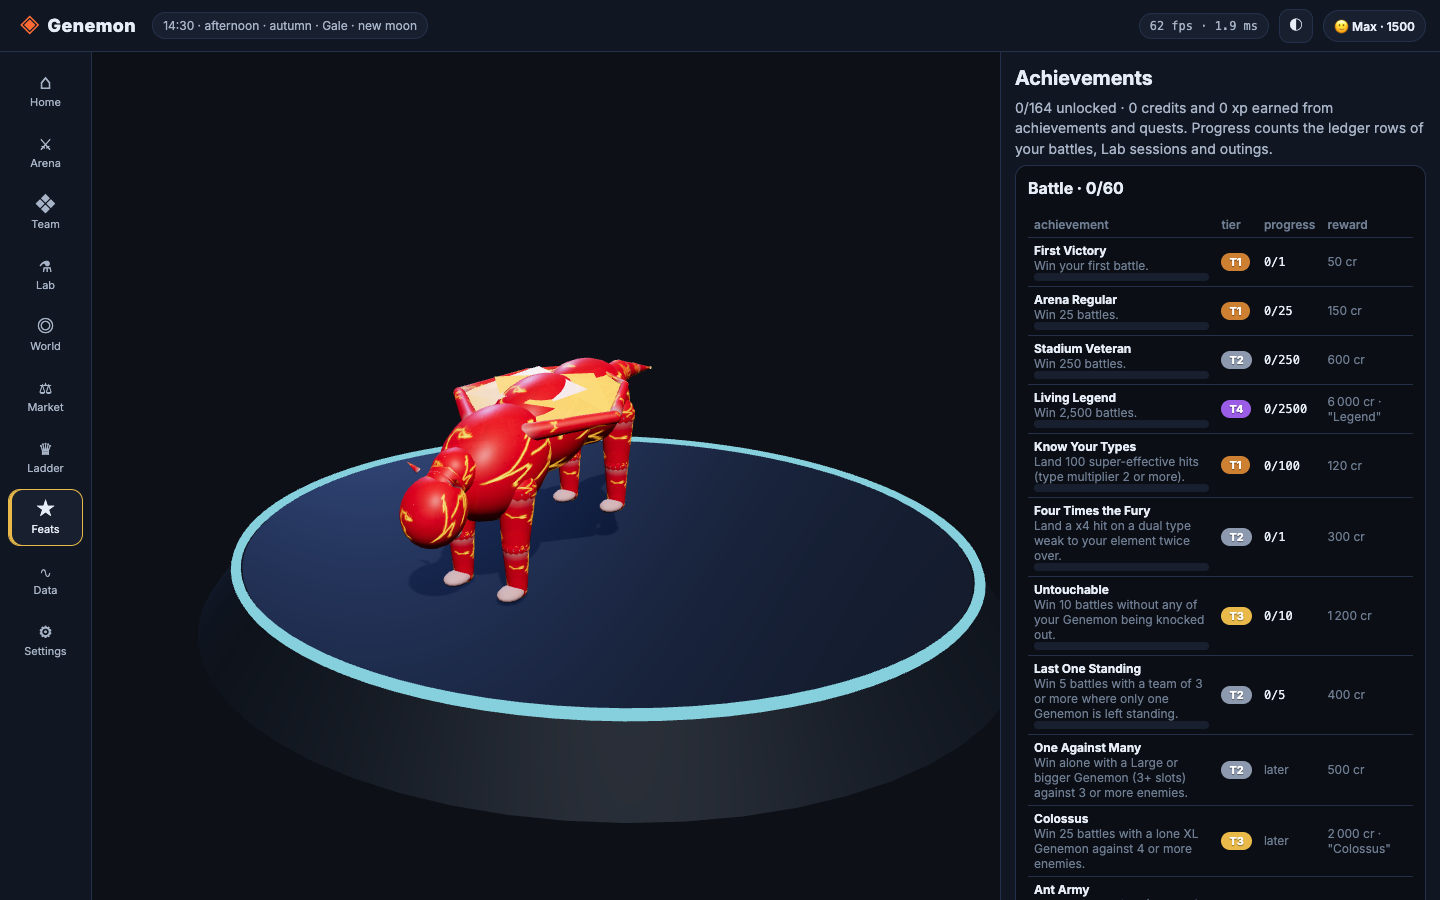 Genemon
14:30 · afternoon · autumn · Gale · new moon
62 fps · 1.9 ms
Max · 1500
Home
Arena
Team
Lab
World
Market
Ladder
Feats
Data
Settings
Achievements
0/164 unlocked · 0 credits and 0 xp earned from
achievements and quests. Progress counts the ledger rows of
your battles, Lab sessions and outings.
Battle · 0/60
achievement tier progress reward
First Victory
Win your first battle.
T1 0/1 50 cr
Arena Regular
Win 25 battles.
T1 0/25 150 cr
Stadium Veteran
Win 250 battles.
T2 0/250 600 cr
Living Legend
Win 2,500 battles.
T4 0/2500 6 000 cr ·
"Legend"
Know Your Types
Land 100 super-effective hits
(type multiplier 2 or more).
T1 0/100 120 cr
Four Times the Fury
Land a x4 hit on a dual type
weak to your element twice
over.
T2 0/1 300 cr
Untouchable
Win 10 battles without any of
your Genemon being knocked
out.
T3 0/10 1 200 cr
Last One Standing
Win 5 battles with a team of 3
or more where only one
Genemon is left standing.
T2 0/5 400 cr
One Against Many
Win alone with a Large or
bigger Genemon (3+ slots)
against 3 or more enemies.
T2 later 500 cr
Colossus
Win 25 battles with a lone XL
Genemon against 4 or more
enemies.
T3 later 2 000 cr ·
"Colossus"
Ant Army